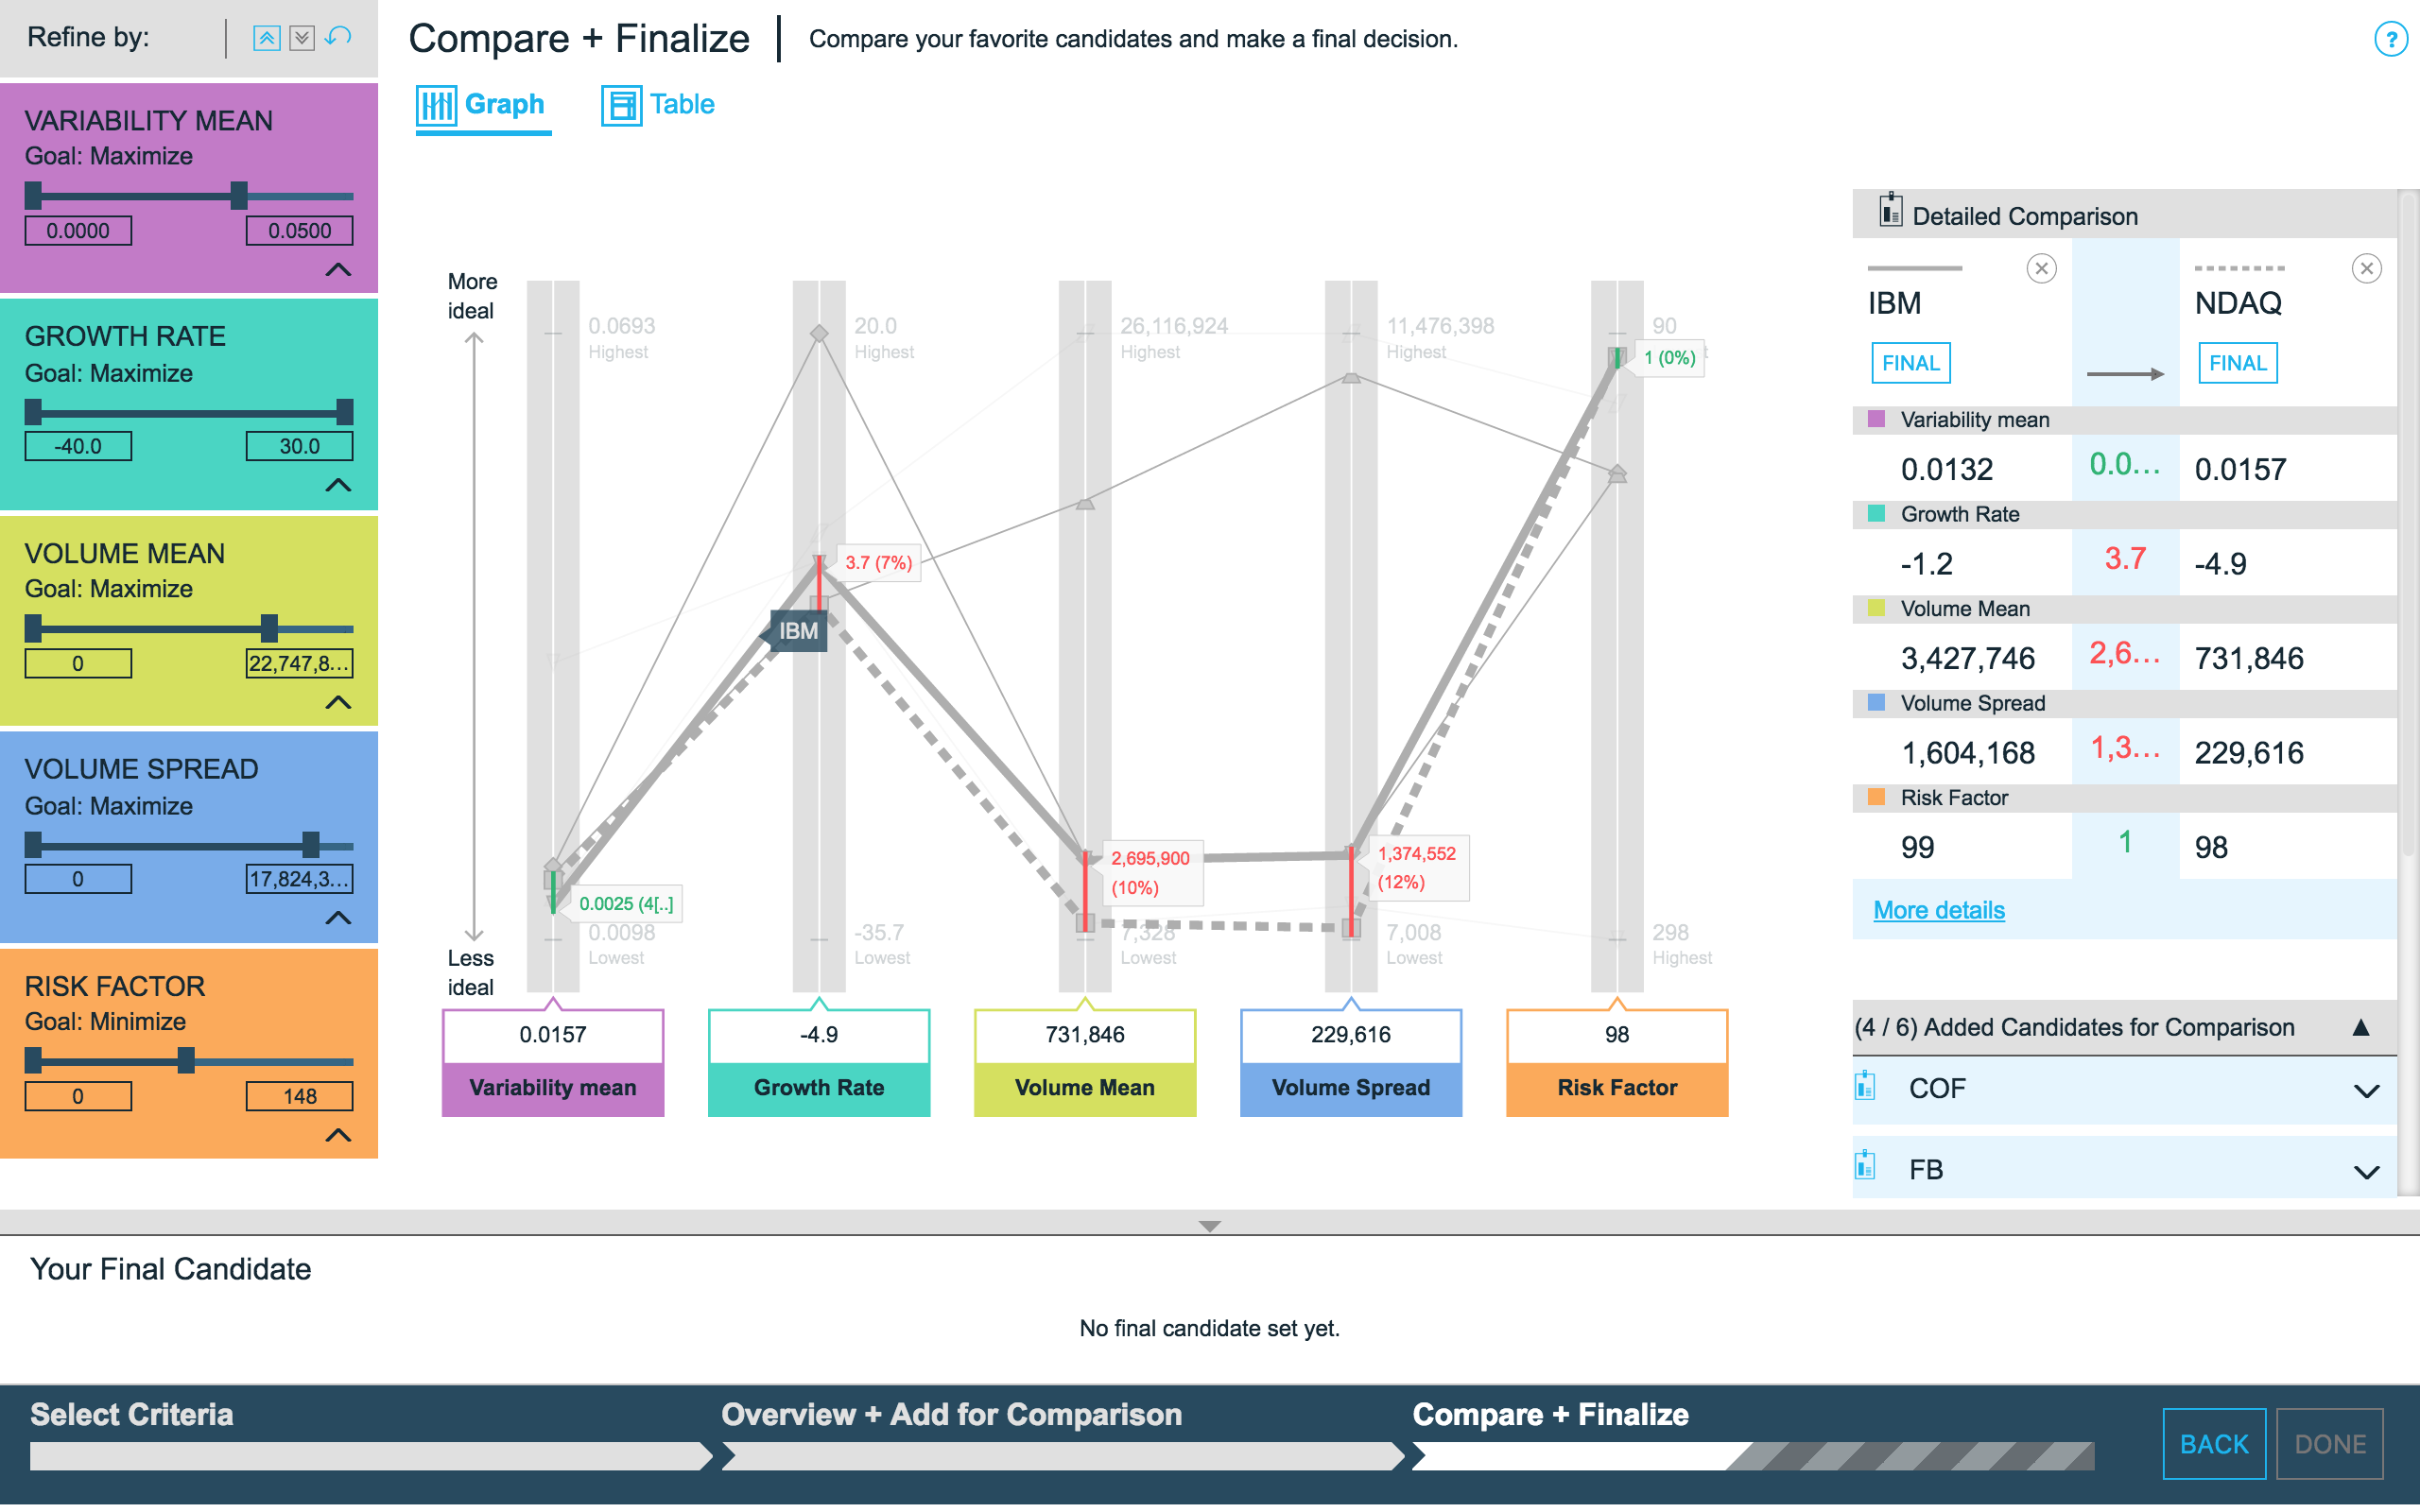 Refine by:
VARIABILITY MEAN
Goal: Maximize
0.0000
0.0500
GROWTH RATE
Goal: Maximize
-40.0
30.0
VOLUME MEAN
Goal: Maximize
0
22,747,8...
VOLUME SPREAD
Goal: Maximize
0
17,824,3...
RISK FACTOR
Goal: Minimize
0
148
Compare + Finalize
Compare your favorite candidates and make a final decision.
?
Graph
Table
More
ideal
Less
ideal
0.0693
Highest
20.0
Highest
26,116,924
Highest
11,476,398
Highest
90
1 (0%)
3.7 (7%)
IBM
0.0025 (4[..]
2,695,900
(10%)
1,374,552
(12%)
0.0098
Lowest
-35.7
Lowest
7,328
Lowest
7,008
Lowest
298
Highest
0.0157
Variability mean
-4.9
Growth Rate
731,846
Volume Mean
229,616
Volume Spread
98
Risk Factor
Detailed Comparison
IBM
NDAQ
FINAL
FINAL
Variability mean
0.0132 0.0... 0.0157
Growth Rate
-1.2 3.7 -4.9
Volume Mean
3,427,746 2,6... 731,846
Volume Spread
1,604,168 1,3... 229,616
Risk Factor
99 1 98
More details
(4 / 6) Added Candidates for Comparison
COF
FB
Your Final Candidate
No final candidate set yet.
Select Criteria
Overview + Add for Comparison
Compare + Finalize
BACK
DONE